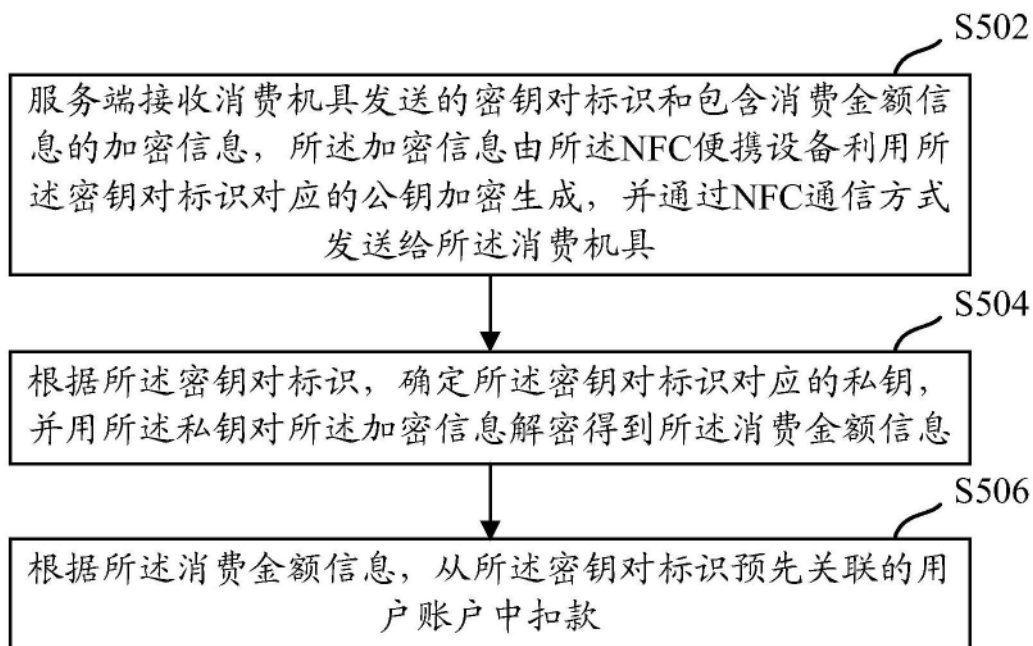 S502
服务端接收消费机具发送的密钥对标识和包含消费金额信
息的加密信息，所述加密信息由所述NFC便携设备利用所
述密钥对标识对应的公钥加密生成，并通过NFC通信方式
发送给所述消费机具
S504
根据所述密钥对标识，确定所述密钥对标识对应的私钥，
并用所述私钥对所述加密信息解密得到所述消费金额信息
S506
根据所述消费金额信息，从所述密钥对标识预先关联的用
户账户中扣款